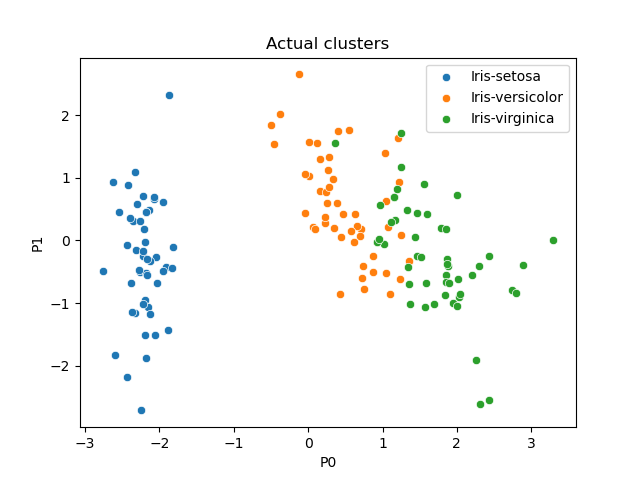 Actual clusters
Iris-setosa
Iris-versicolor
Iris-virginica
2
1
0
−1
−2
P1
−3
−2
−1
0
1
2
3
P0